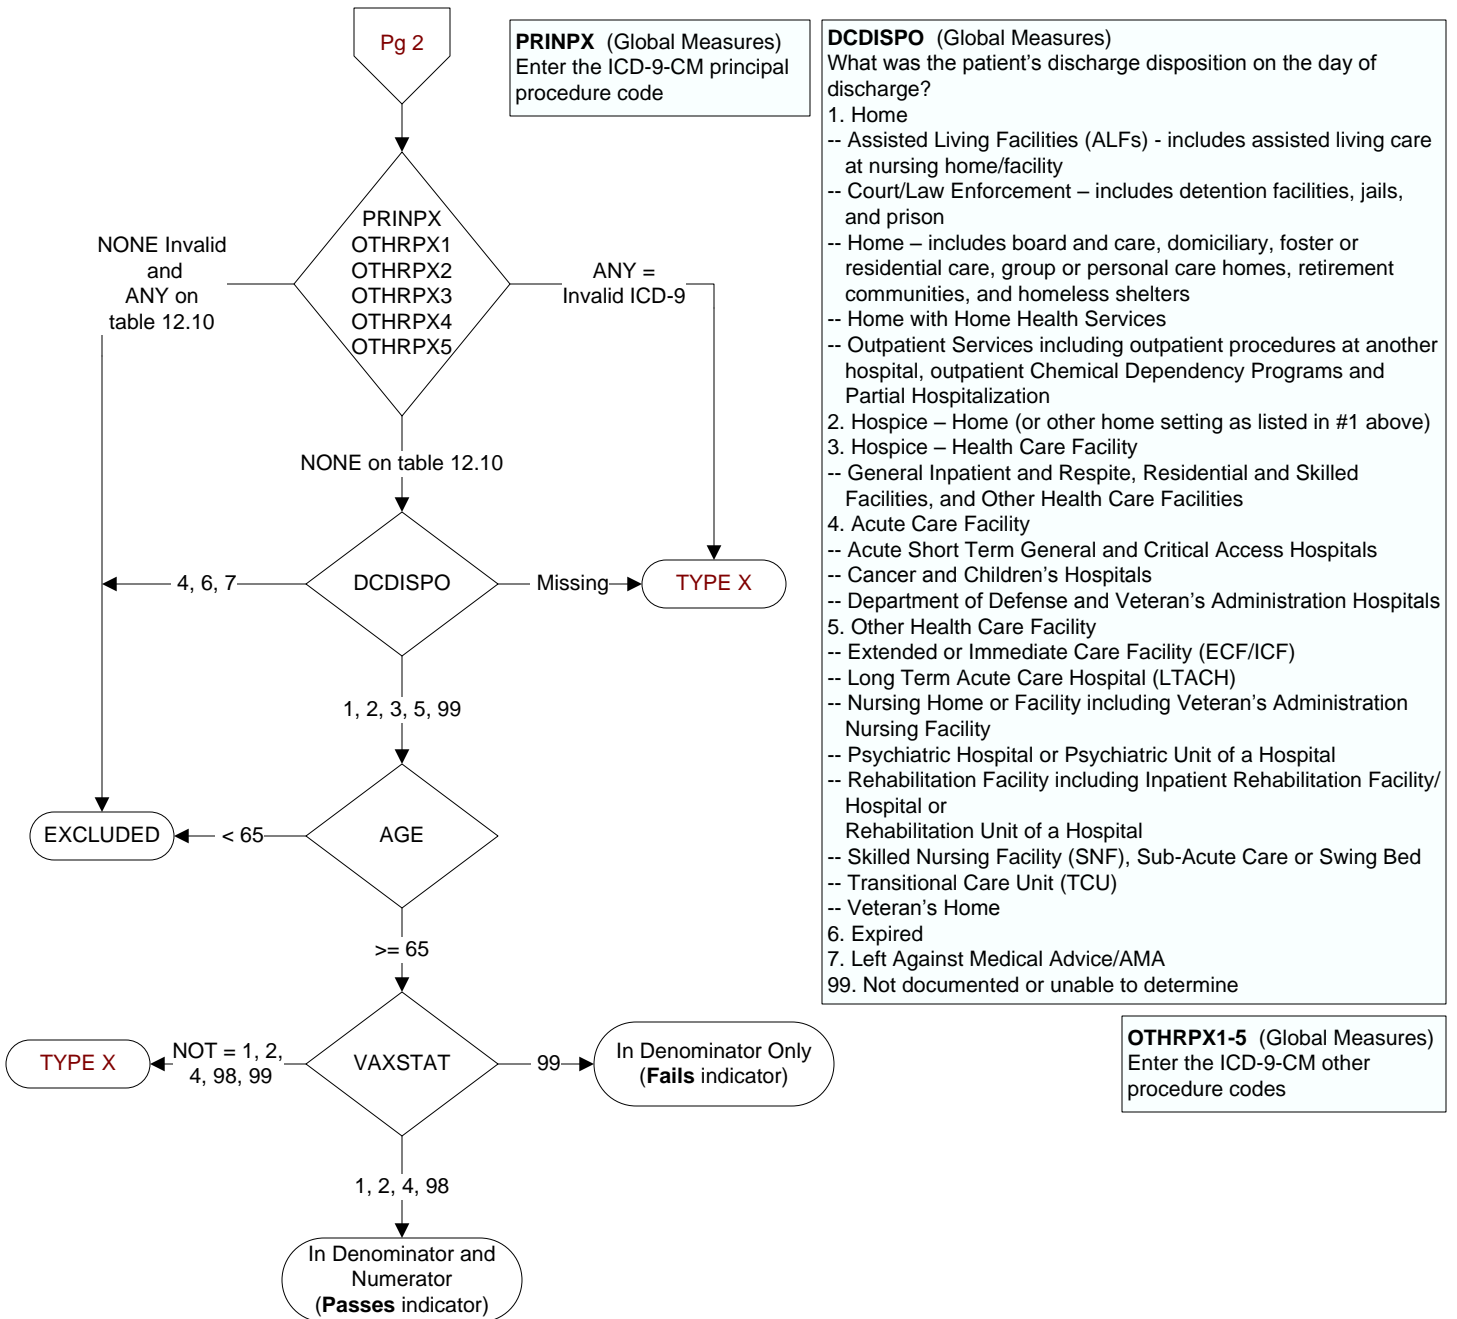 Pg 2
PRINPX (Global Measures)
Enter the ICD-9-CM principal
procedure code
DCDISPO (Global Measures)
What was the patient’s discharge disposition on the day of
discharge?
1. Home
-- Assisted Living Facilities (ALFs) - includes assisted living care
at nursing home/facility
-- Court/Law Enforcement – includes detention facilities, jails,
and prison
-- Home – includes board and care, domiciliary, foster or
residential care, group or personal care homes, retirement
communities, and homeless shelters
-- Home with Home Health Services
-- Outpatient Services including outpatient procedures at another
hospital, outpatient Chemical Dependency Programs and
Partial Hospitalization
2. Hospice – Home (or other home setting as listed in #1 above)
3. Hospice – Health Care Facility
-- General Inpatient and Respite, Residential and Skilled
Facilities, and Other Health Care Facilities
4. Acute Care Facility
-- Acute Short Term General and Critical Access Hospitals
-- Cancer and Children’s Hospitals
-- Department of Defense and Veteran’s Administration Hospitals
5. Other Health Care Facility
-- Extended or Immediate Care Facility (ECF/ICF)
-- Long Term Acute Care Hospital (LTACH)
-- Nursing Home or Facility including Veteran’s Administration
Nursing Facility
-- Psychiatric Hospital or Psychiatric Unit of a Hospital
-- Rehabilitation Facility including Inpatient Rehabilitation Facility/
Hospital or
Rehabilitation Unit of a Hospital
-- Skilled Nursing Facility (SNF), Sub-Acute Care or Swing Bed
-- Transitional Care Unit (TCU)
-- Veteran’s Home
6. Expired
7. Left Against Medical Advice/AMA
99. Not documented or unable to determine
OTHRPX1-5 (Global Measures)
Enter the ICD-9-CM other
procedure codes
PRINPX
OTHRPX1
OTHRPX2
OTHRPX3
OTHRPX4
OTHRPX5
NONE Invalid
and
ANY on
table 12.10
ANY =
Invalid ICD-9
NONE on table 12.10
4, 6, 7
DCDISPO
Missing
TYPE X
1, 2, 3, 5, 99
EXCLUDED
< 65
AGE
>= 65
TYPE X
NOT = 1, 2,
4, 98, 99
VAXSTAT
99
In Denominator Only
(Fails indicator)
1, 2, 4, 98
In Denominator and
Numerator
(Passes indicator)